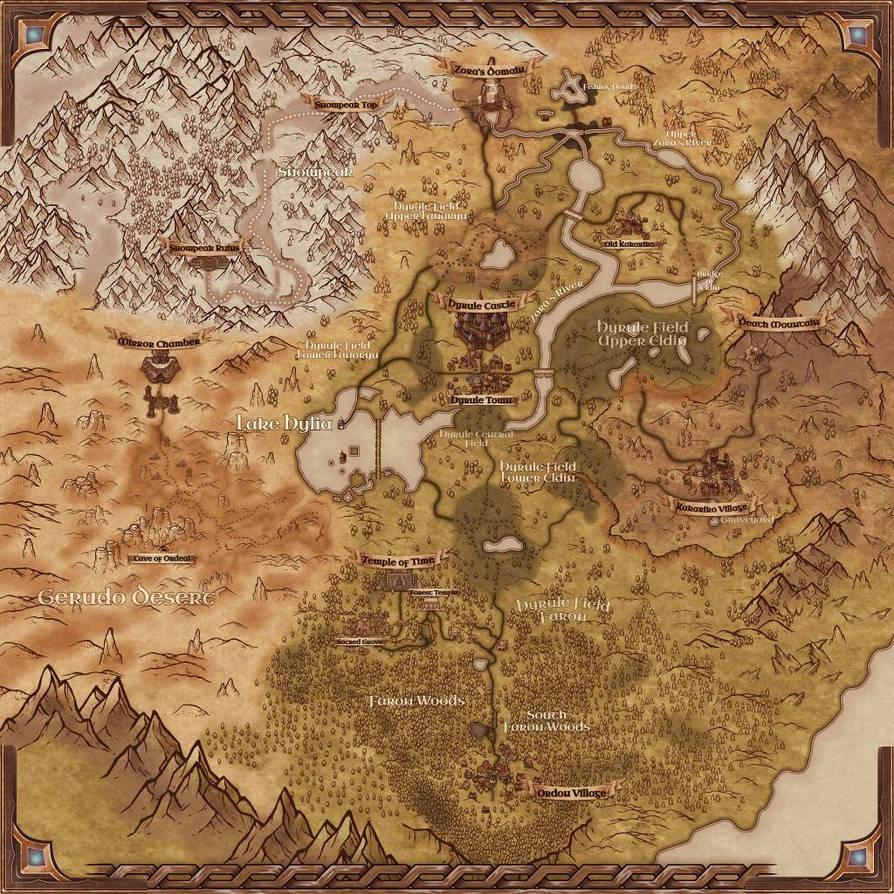 Zora's Domain
Fishing Pond
Snowpeak Top
Upper
Zora's River
Snowpeak
Hyrule Field
Upper Lanayru
Old Kakariko
Snowpeak Ruins
Bridge
of Eldin
Zora's River
Hyrule Castle
Death Mountain
Hyrule Field
Upper Eldin
Mirror Chamber
Hyrule Field
Lower Lanayru
Hyrule Town
Lake Hylia
Hyrule Central
Field
Hyrule Field
Lower Eldin
Kakariko Village
Graveyard
Cave of Ordeal
Temple of Time
Forest Temple
Gerudo Desert
Hyrule Field
Faron
Sacred Grove
Faron Woods
South
Faron Woods
Ordon Village